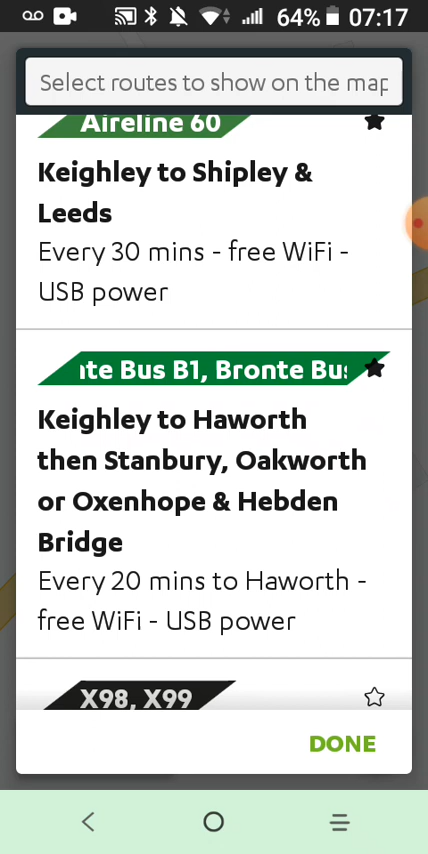 64% 07:17
Select routes to show on the map
Aireline 60
Keighley to Shipley &
Leeds
Every 30 mins - free WiFi -
USB power
nte Bus B1, Bronte Bus
Keighley to Haworth
then Stanbury, Oakworth
or Oxenhope & Hebden
Bridge
Every 20 mins to Haworth -
free WiFi - USB power
X98, X99
DONE